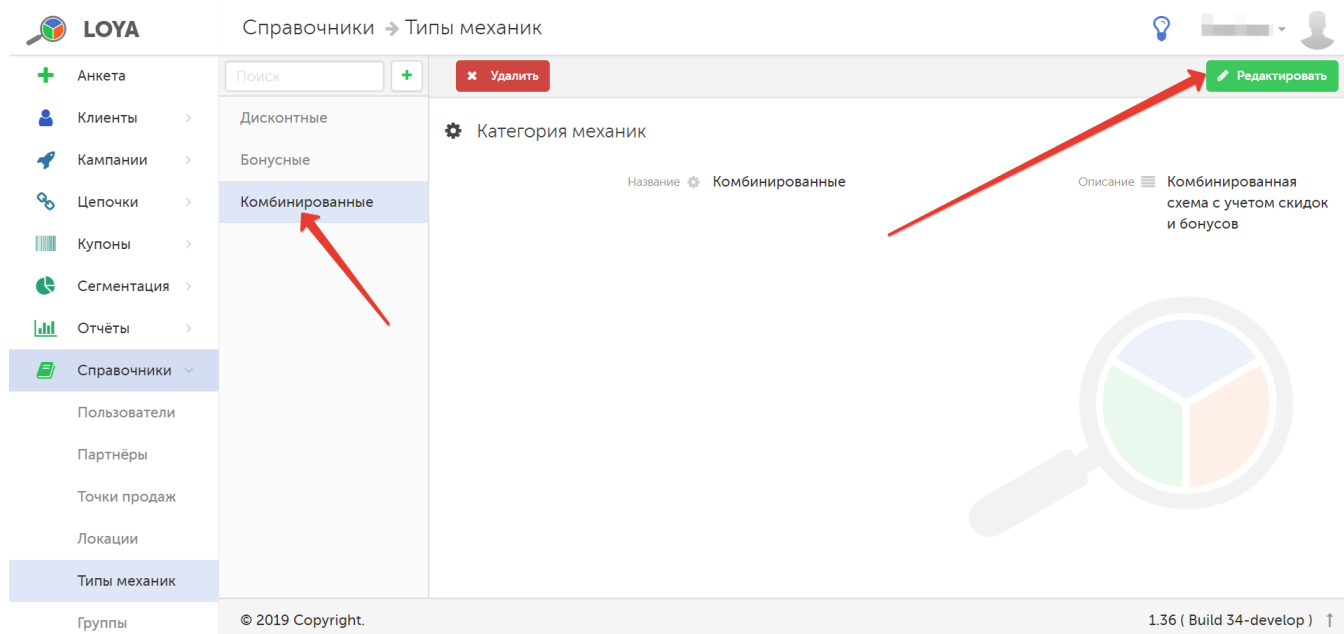 LOYA
Справочники → Типы механик
Анкета
Клиенты
Кампании
Цепочки
Купоны
Сегментация
Отчёты
Справочники
Пользователи
Партнёры
Точки продаж
Локации
Типы механик
Группы
Поиск
Дисконтные
Бонусные
Комбинированные
Удалить
Редактировать
Категория механик
Название Комбинированные
Описание Комбинированная
схема с учетом скидок
и бонусов
© 2019 Copyright.
1.36 ( Build 34-develop )